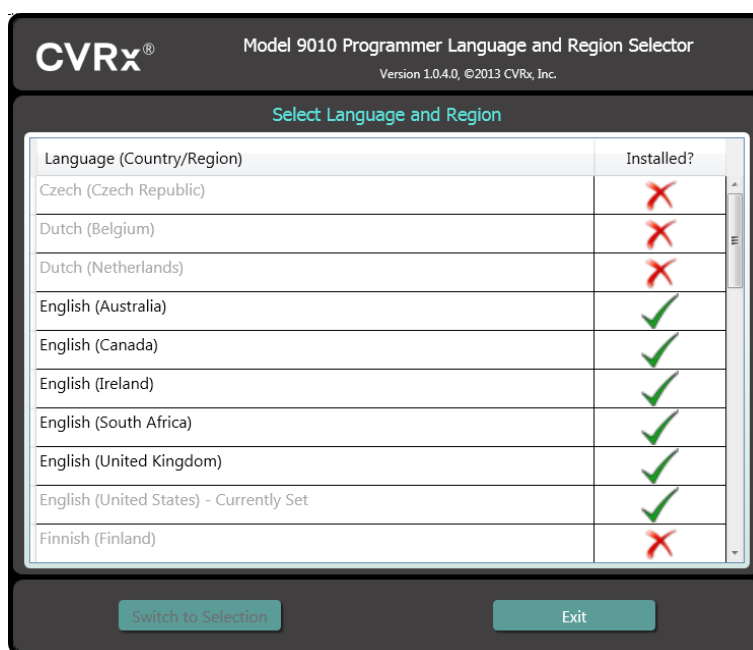 CVRx®
Model 9010 Programmer Language and Region Selector
Version 1.0.4.0, ©2013 CVRx, Inc.
Select Language and Region
Language (Country/Region) Installed?
Czech (Czech Republic)
Dutch (Belgium)
Dutch (Netherlands)
English (Australia)
English (Canada)
English (Ireland)
English (South Africa)
English (United Kingdom)
English (United States) - Currently Set
Finnish (Finland)
Switch to Selection Exit